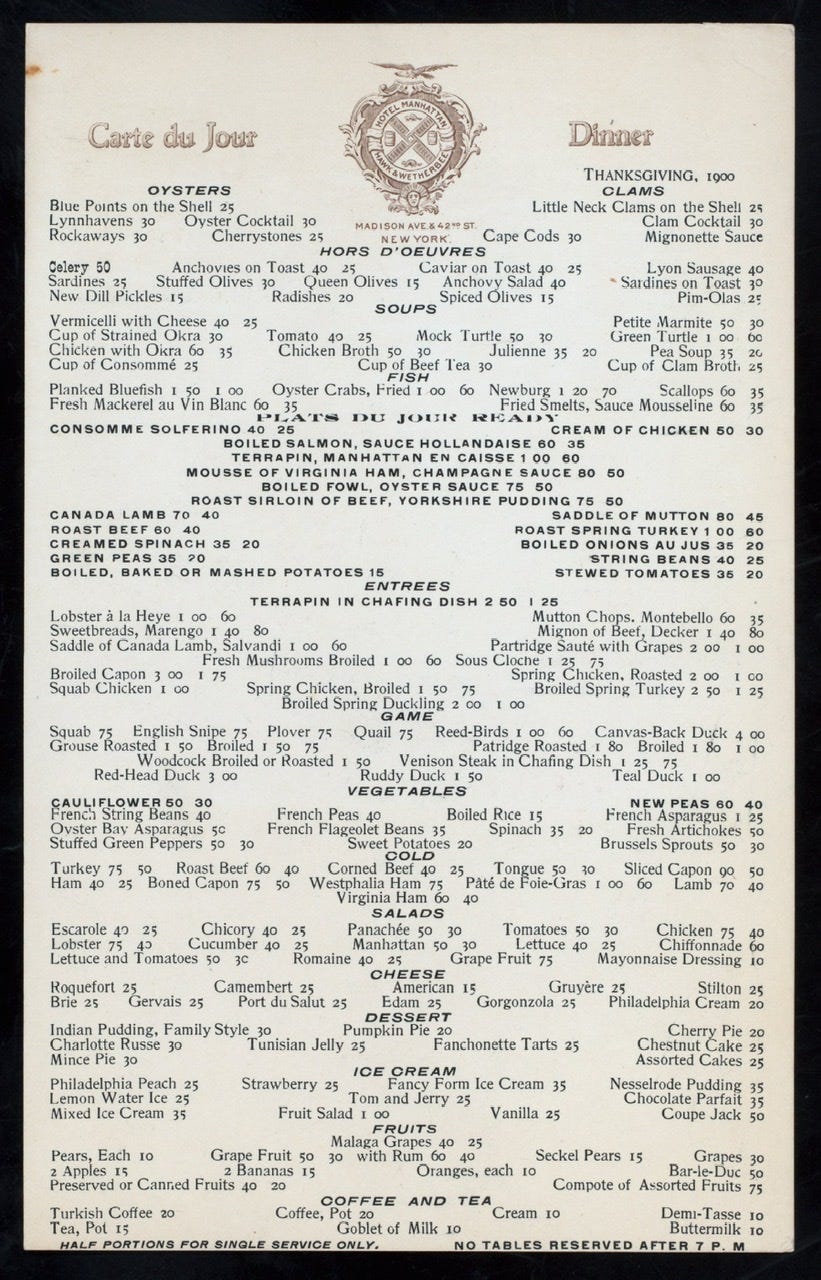 Carte du Jour
HOTEL MANHATTAN
HAWK & WETHERBEE
MADISON AVE. & 42ND ST.
NEW YORK.
Dinner
THANKSGIVING, 1900
OYSTERS
Blue Points on the Shell 25
Lynnhavens 30 Oyster Cocktail 30
Rockaways 30 Cherrystones 25
CLAMS
Little Neck Clams on the Shell 25
Clam Cocktail 30
Cape Cods 30 Mignonette Sauce
HORS D'OEUVRES
Celery 50 Anchovies on Toast 40 25 Caviar on Toast 40 25 Lyon Sausage 40
Sardines 25 Stuffed Olives 30 Queen Olives 15 Anchovy Salad 40 Sardines on Toast 30
New Dill Pickles 15 Radishes 20 Spiced Olives 15 Pim-Olas 25
SOUPS
Vermicelli with Cheese 40 25 Petite Marmite 50 30
Cup of Strained Okra 30 Tomato 40 25 Mock Turtle 50 30 Green Turtle 1 00 60
Chicken with Okra 60 35 Chicken Broth 50 30 Julienne 35 20 Pea Soup 35 20
Cup of Consommé 25 Cup of Beef Tea 30 Cup of Clam Broth 25
FISH
Planked Bluefish 1 50 1 00 Oyster Crabs, Fried 1 00 60 Newburg 1 20 70 Scallops 60 35
Fresh Mackerel au Vin Blanc 60 35 Fried Smelts, Sauce Mousseline 60 35
PLATS DU JOUR READY
CONSOMME SOLFERINO 40 25 CREAM OF CHICKEN 50 30
BOILED SALMON, SAUCE HOLLANDAISE 60 35
TERRAPIN, MANHATTAN EN CAISSE 1 00 60
MOUSSE OF VIRGINIA HAM, CHAMPAGNE SAUCE 80 50
BOILED FOWL, OYSTER SAUCE 75 50
ROAST SIRLOIN OF BEEF, YORKSHIRE PUDDING 75 50
CANADA LAMB 70 40 SADDLE OF MUTTON 80 45
ROAST BEEF 60 40 ROAST SPRING TURKEY 1 00 60
CREAMED SPINACH 35 20 BOILED ONIONS AU JUS 35 20
GREEN PEAS 35 20 STRING BEANS 40 25
BOILED, BAKED OR MASHED POTATOES 15 STEWED TOMATOES 35 20
ENTREES
TERRAPIN IN CHAFING DISH 2 50 1 25
Lobster à la Heye 1 00 60 Mutton Chops. Montebello 60 35
Sweetbreads, Marengo 1 40 80 Mignon of Beef, Decker 1 40 80
Saddle of Canada Lamb, Salvandi 1 00 60 Partridge Sauté with Grapes 2 00 1 00
Fresh Mushrooms Broiled 1 00 60 Sous Cloche 1 25 75
Broiled Capon 3 00 1 75 Spring Chicken, Roasted 2 00 1 00
Squab Chicken 1 00 Spring Chicken, Broiled 1 50 75 Broiled Spring Turkey 2 50 1 25
Broiled Spring Duckling 2 00 1 00
GAME
Squab 75 English Snipe 75 Plover 75 Quail 75 Reed-Birds 1 00 60 Canvas-Back Duck 4 00
Grouse Roasted 1 50 Broiled 1 50 75 Patridge Roasted 1 80 Broiled 1 80 1 00
Woodcock Broiled or Roasted 1 50 Venison Steak in Chafing Dish 1 25 75
Red-Head Duck 3 00 Ruddy Duck 1 50 Teal Duck 1 00
VEGETABLES
CAULIFLOWER 50 30 NEW PEAS 60 40
French String Beans 40 French Peas 40 Boiled Rice 15 French Asparagus 1 25
Oyster Bay Asparagus 50 French Flageolet Beans 35 Spinach 35 20 Fresh Artichokes 50
Stuffed Green Peppers 50 30 Sweet Potatoes 20 Brussels Sprouts 50 30
COLD
Turkey 75 50 Roast Beef 60 40 Corned Beef 40 25 Tongue 50 30 Sliced Capon 90 50
Ham 40 25 Boned Capon 75 50 Westphalia Ham 75 Pâté de Foie-Gras 1 00 60 Lamb 70 40
Virginia Ham 60 40
SALADS
Escarole 40 25 Chicory 40 25 Panachée 50 30 Tomatoes 50 30 Chicken 75 40
Lobster 75 40 Cucumber 40 25 Manhattan 50 30 Lettuce 40 25 Chiffonnade 60
Lettuce and Tomatoes 50 30 Romaine 40 25 Grape Fruit 75 Mayonnaise Dressing 10
CHEESE
Roquefort 25 Camembert 25 American 15 Gruyère 25 Stilton 25
Brie 25 Gervais 25 Port du Salut 25 Edam 25 Gorgonzola 25 Philadelphia Cream 20
DESSERT
Indian Pudding, Family Style 30 Pumpkin Pie 20 Cherry Pie 20
Charlotte Russe 30 Tunisian Jelly 25 Fanchonette Tarts 25 Chestnut Cake 25
Mince Pie 30 Assorted Cakes 25
ICE CREAM
Philadelphia Peach 25 Strawberry 25 Fancy Form Ice Cream 35 Nesselrode Pudding 35
Lemon Water Ice 25 Tom and Jerry 25 Chocolate Parfait 35
Mixed Ice Cream 35 Fruit Salad 1 00 Vanilla 25 Coupe Jack 50
FRUITS
Malaga Grapes 40 25
Pears, Each 10 Grape Fruit 50 30 with Rum 60 40 Seckel Pears 15 Grapes 30
2 Apples 15 2 Bananas 15 Oranges, each 10 Bar-le-Duc 50
Preserved or Canned Fruits 40 20 Compote of Assorted Fruits 75
COFFEE AND TEA
Turkish Coffee 20 Coffee, Pot 20 Cream 10 Demi-Tasse 10
Tea, Pot 15 Goblet of Milk 10 Buttermilk 10
HALF PORTIONS FOR SINGLE SERVICE ONLY. NO TABLES RESERVED AFTER 7 P. M